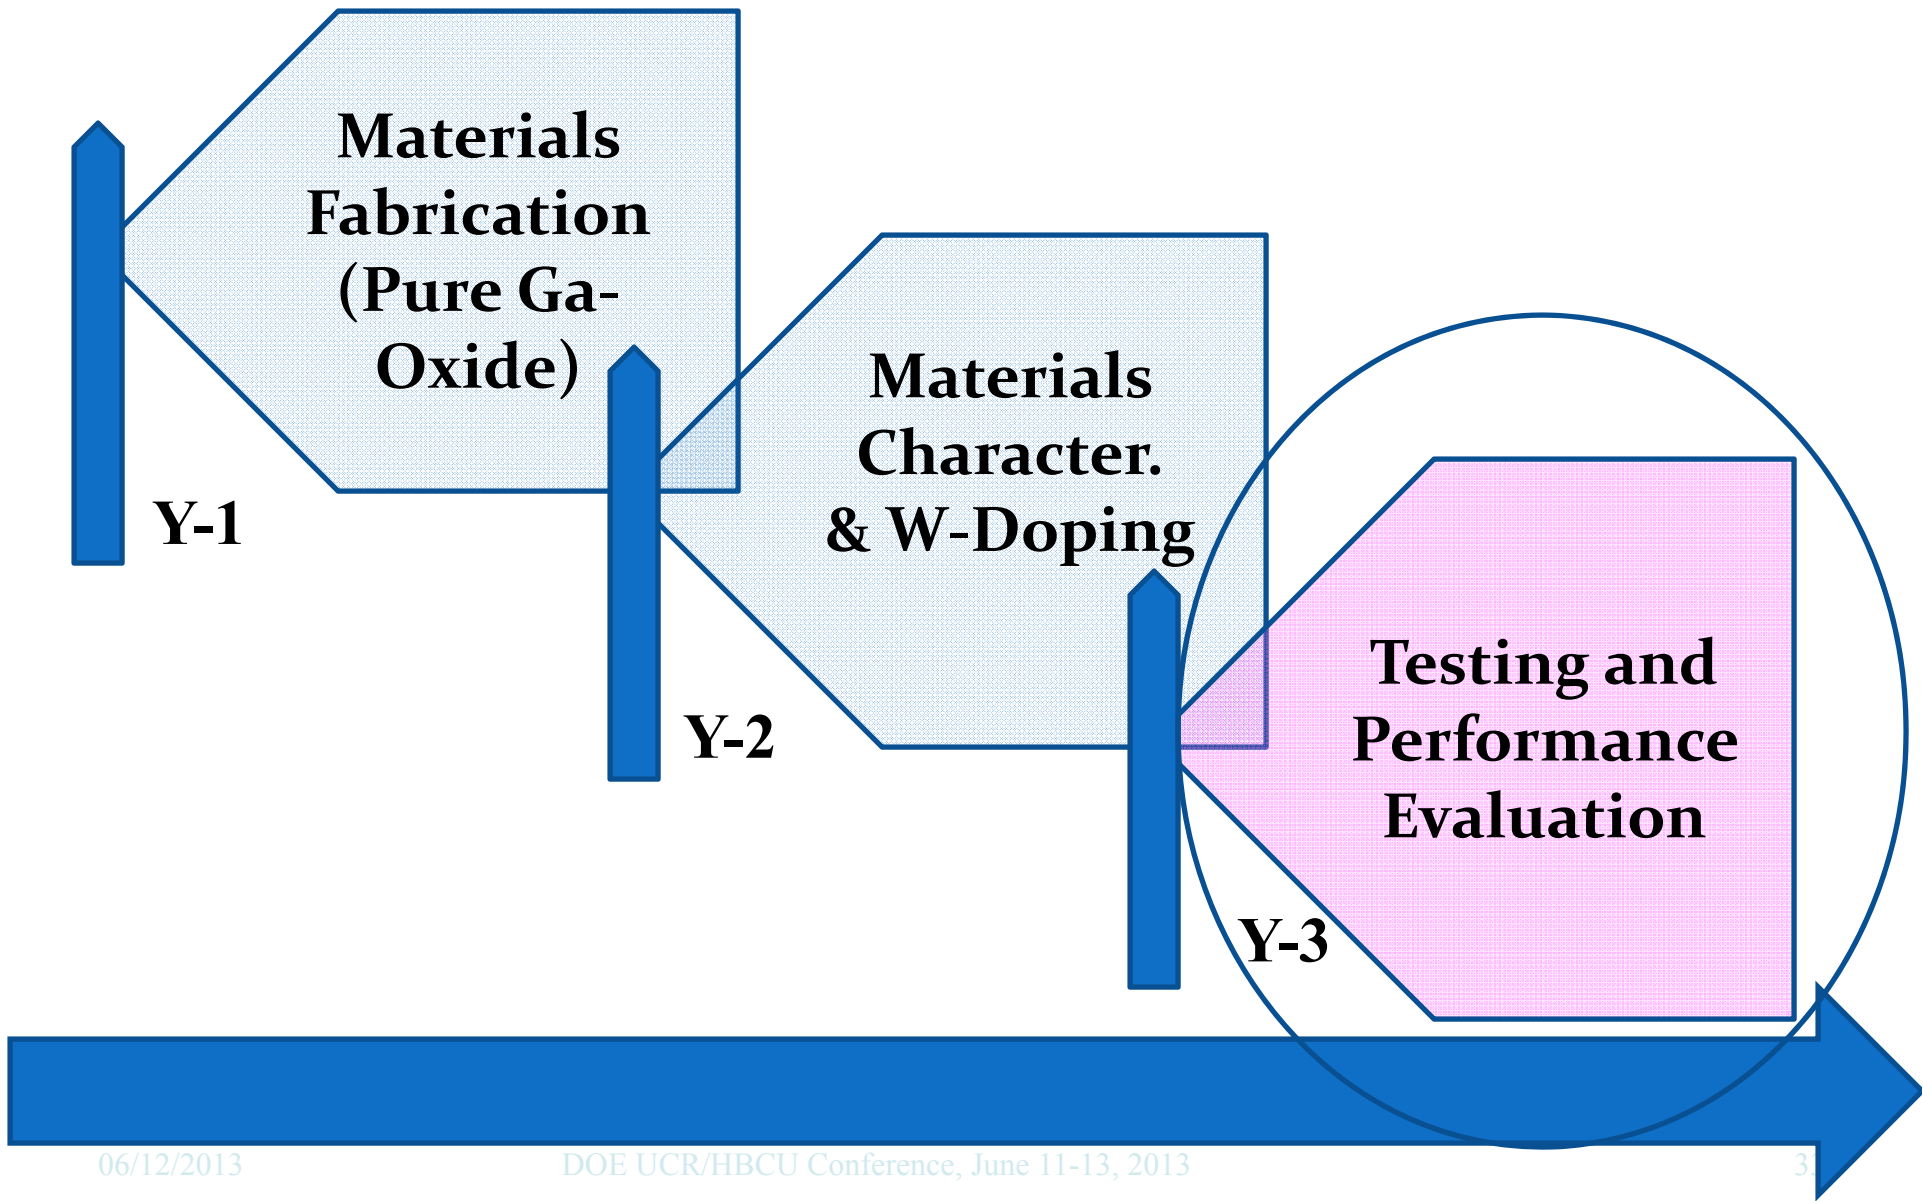 Materials
Fabrication
(Pure Ga-
Oxide)
Y-1
Materials
Character.
& W-Doping
Y-2
Testing and
Performance
Evaluation
Y-3
06/12/2013
DOE UCR/HBCU Conference, June 11-13, 2013